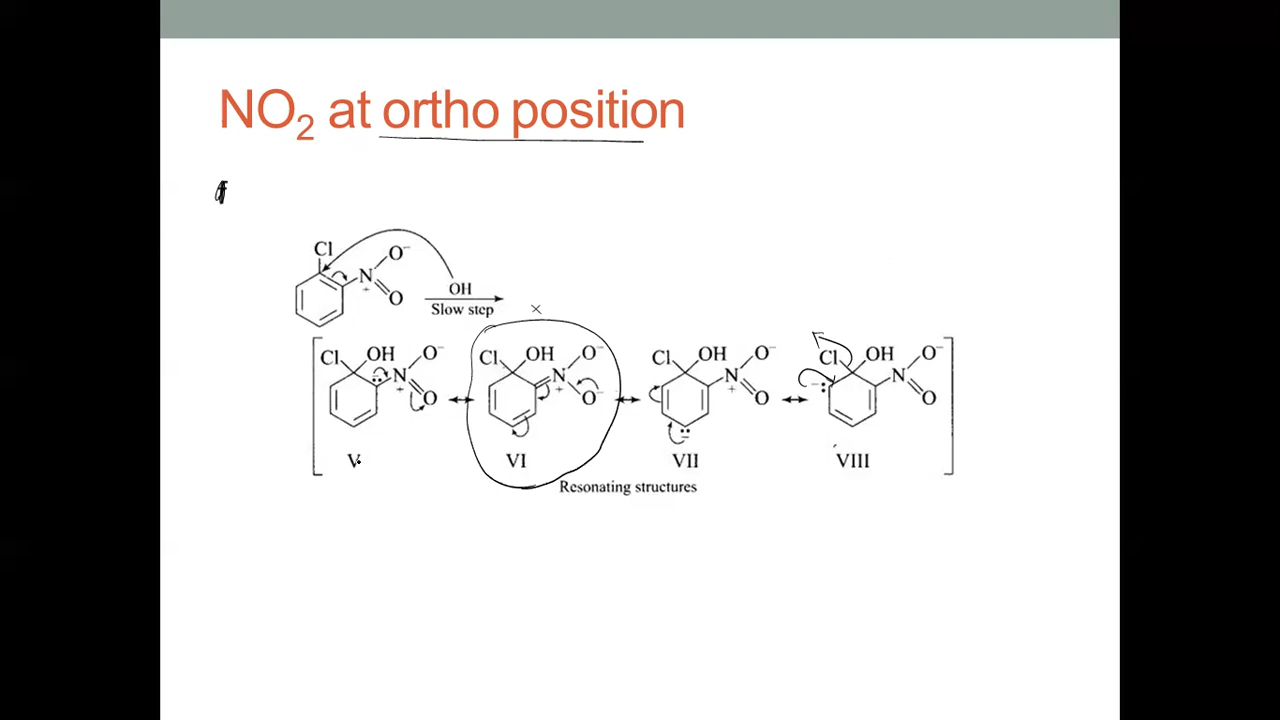 NO₂ at ortho position
Cl
O⁻
N
+
O
OH
Slow step
Cl OH O⁻
N
+
O
Cl OH O⁻
N
+
O⁻
Cl OH O⁻
N
+
O
Cl OH O⁻
N
+
O
V VI VII VIII
Resonating structures